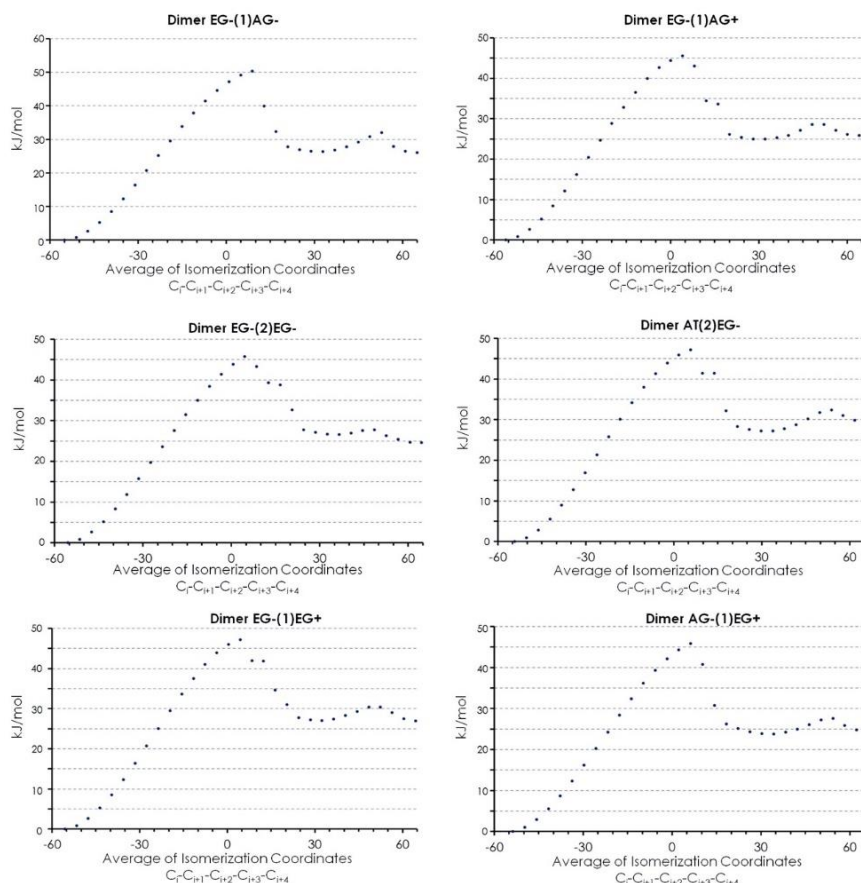 Dimer EG-(1)AG-
60
50
40
30
20
10
0
kJ/mol
-60
-30
0
30
60
Average of Isomerization Coordinates
Cᵢ-Cᵢ₊₁-Cᵢ₊₂-Cᵢ₊₃-Cᵢ₊₄
Dimer EG-(1)AG+
50
40
30
20
10
0
kJ/mol
-60
-30
0
30
60
Average of Isomerization Coordinates
Cᵢ-Cᵢ₊₁-Cᵢ₊₂-Cᵢ₊₃-Cᵢ₊₄
Dimer EG-(2)EG-
50
40
30
20
10
0
kJ/mol
-60
-30
0
30
60
Average of Isomerization Coordinates
Cᵢ-Cᵢ₊₁-Cᵢ₊₂-Cᵢ₊₃-Cᵢ₊₄
Dimer AT(2)EG-
50
40
30
20
10
0
kJ/mol
-60
-30
0
30
60
Average of Isomerization Coordinates
Cᵢ-Cᵢ₊₁-Cᵢ₊₂-Cᵢ₊₃-Cᵢ₊₄
Dimer EG-(1)EG+
50
40
30
20
10
0
kJ/mol
-60
-30
0
30
60
Average of Isomerization Coordinates
Cᵢ-Cᵢ₊₁-Cᵢ₊₂-Cᵢ₊₃-Cᵢ₊₄
Dimer AG-(1)EG+
50
40
30
20
10
0
kJ/mol
-60
-30
0
30
60
Average of Isomerization Coordinates
Cᵢ-Cᵢ₊₁-Cᵢ₊₂-Cᵢ₊₃-Cᵢ₊₄